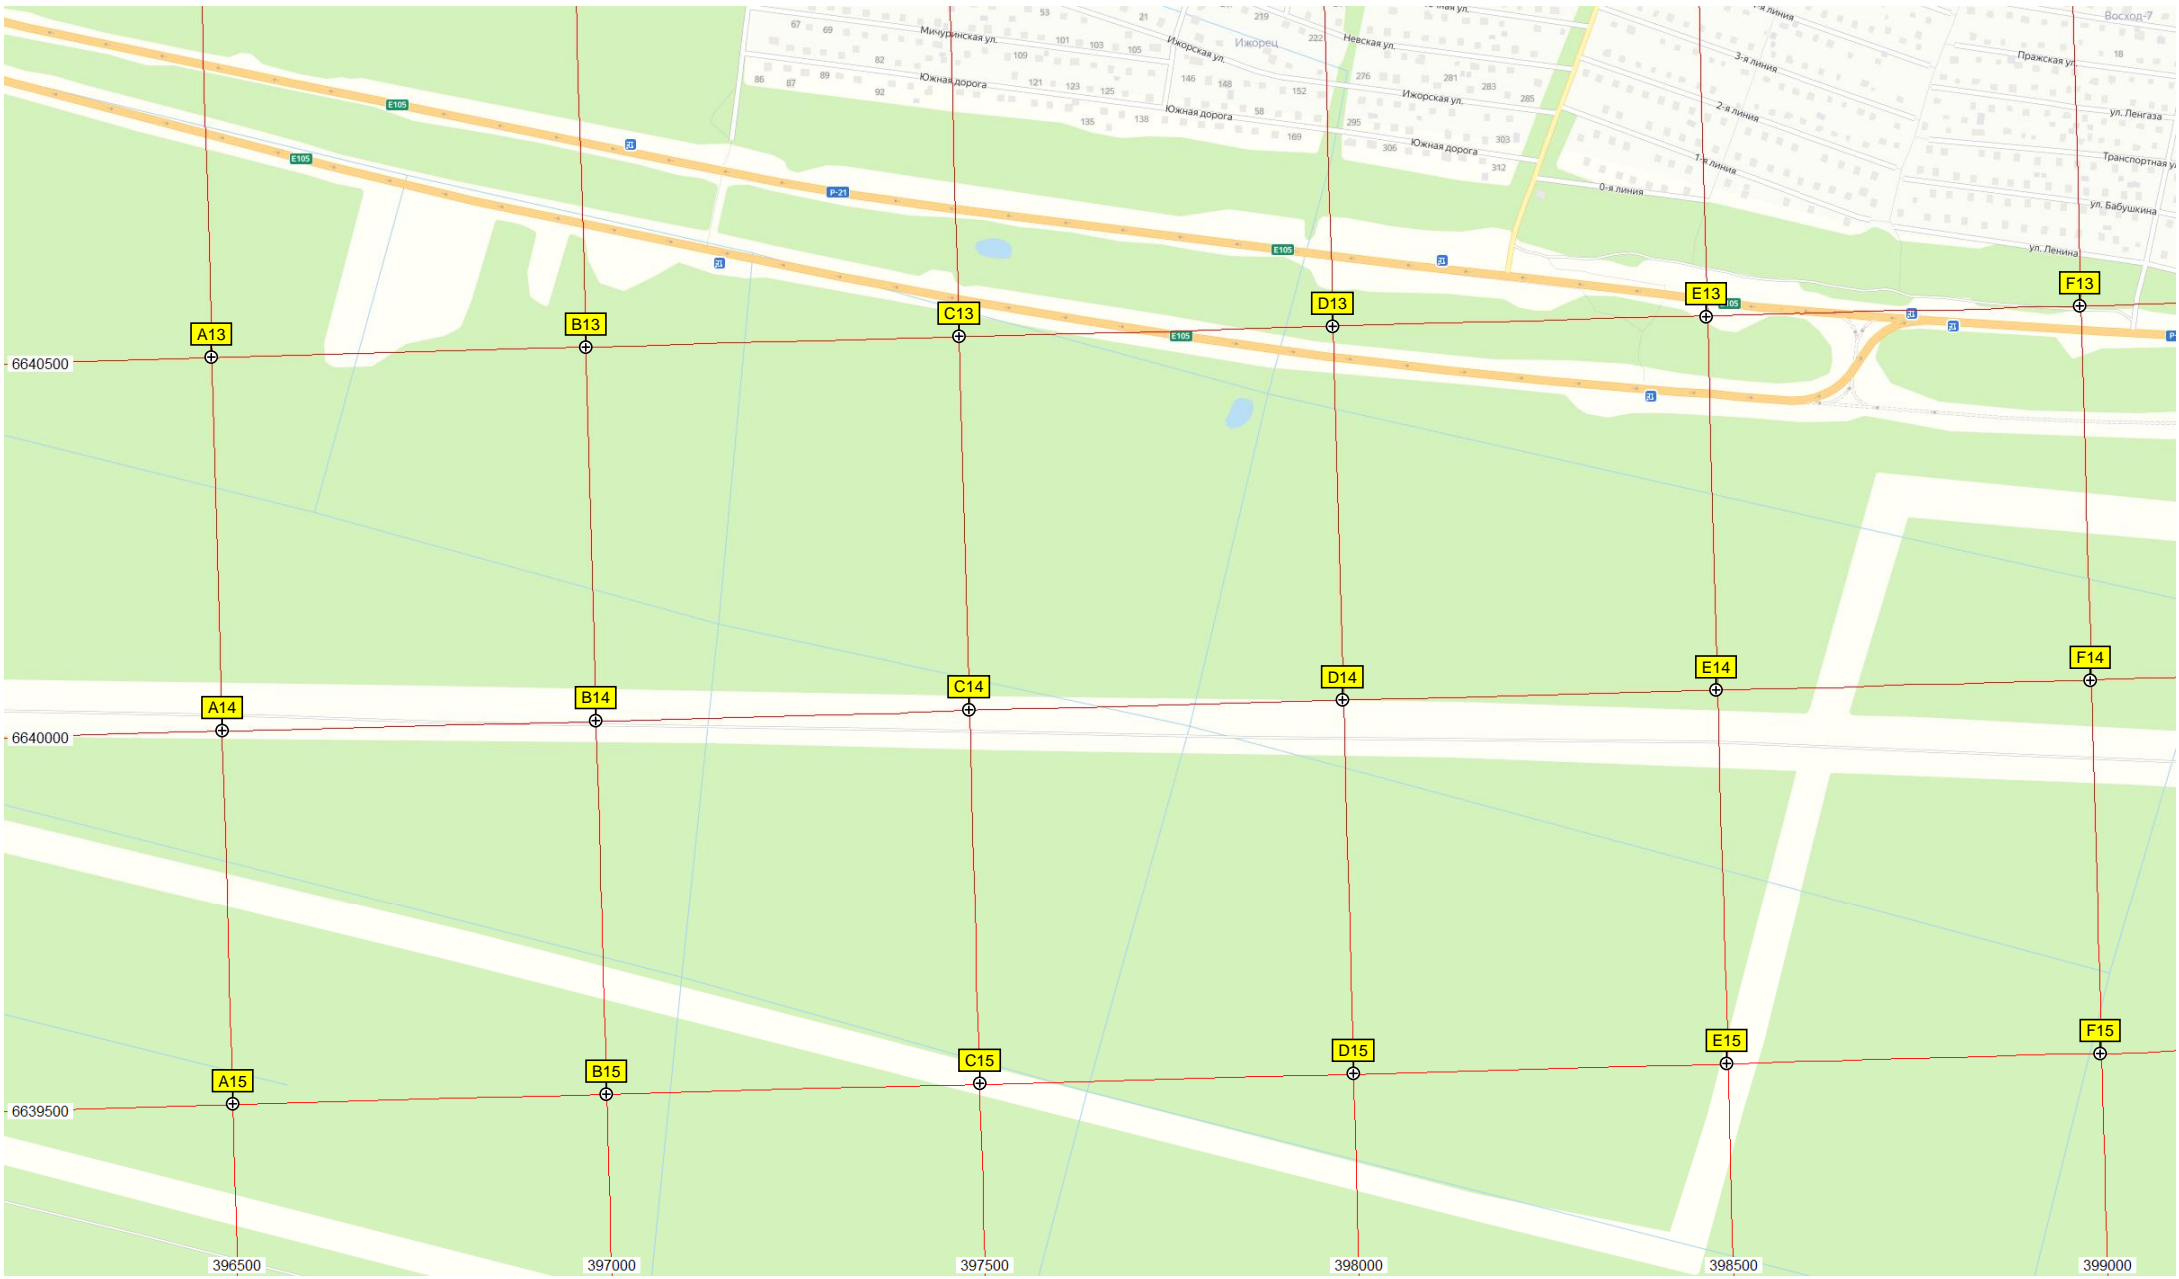 53
21
219
1-я линия
Восход-7
67
69
Мичуринская ул.
101
103
105
Ижорская ул.
Ижорец
222
Невская ул.
3-я линия
Пражская ул.
18
82
109
86
87
89
92
Южная дорога
121
123
125
146
148
152
276
281
283
285
Ижорская ул.
2-я линия
ул. Ленгаза
E105
135
138
Южная дорога
58
169
295
306
Южная дорога
303
312
1-я линия
Транспортная ул.
E105
P-21
0-я линия
ул. Бабушкина
E105
ул. Ленина
A13
B13
C13
D13
E13
105
F13
E105
6640500
A14
B14
C14
D14
E14
F14
6640000
A15
B15
C15
D15
E15
F15
6639500
396500
397000
397500
398000
398500
399000